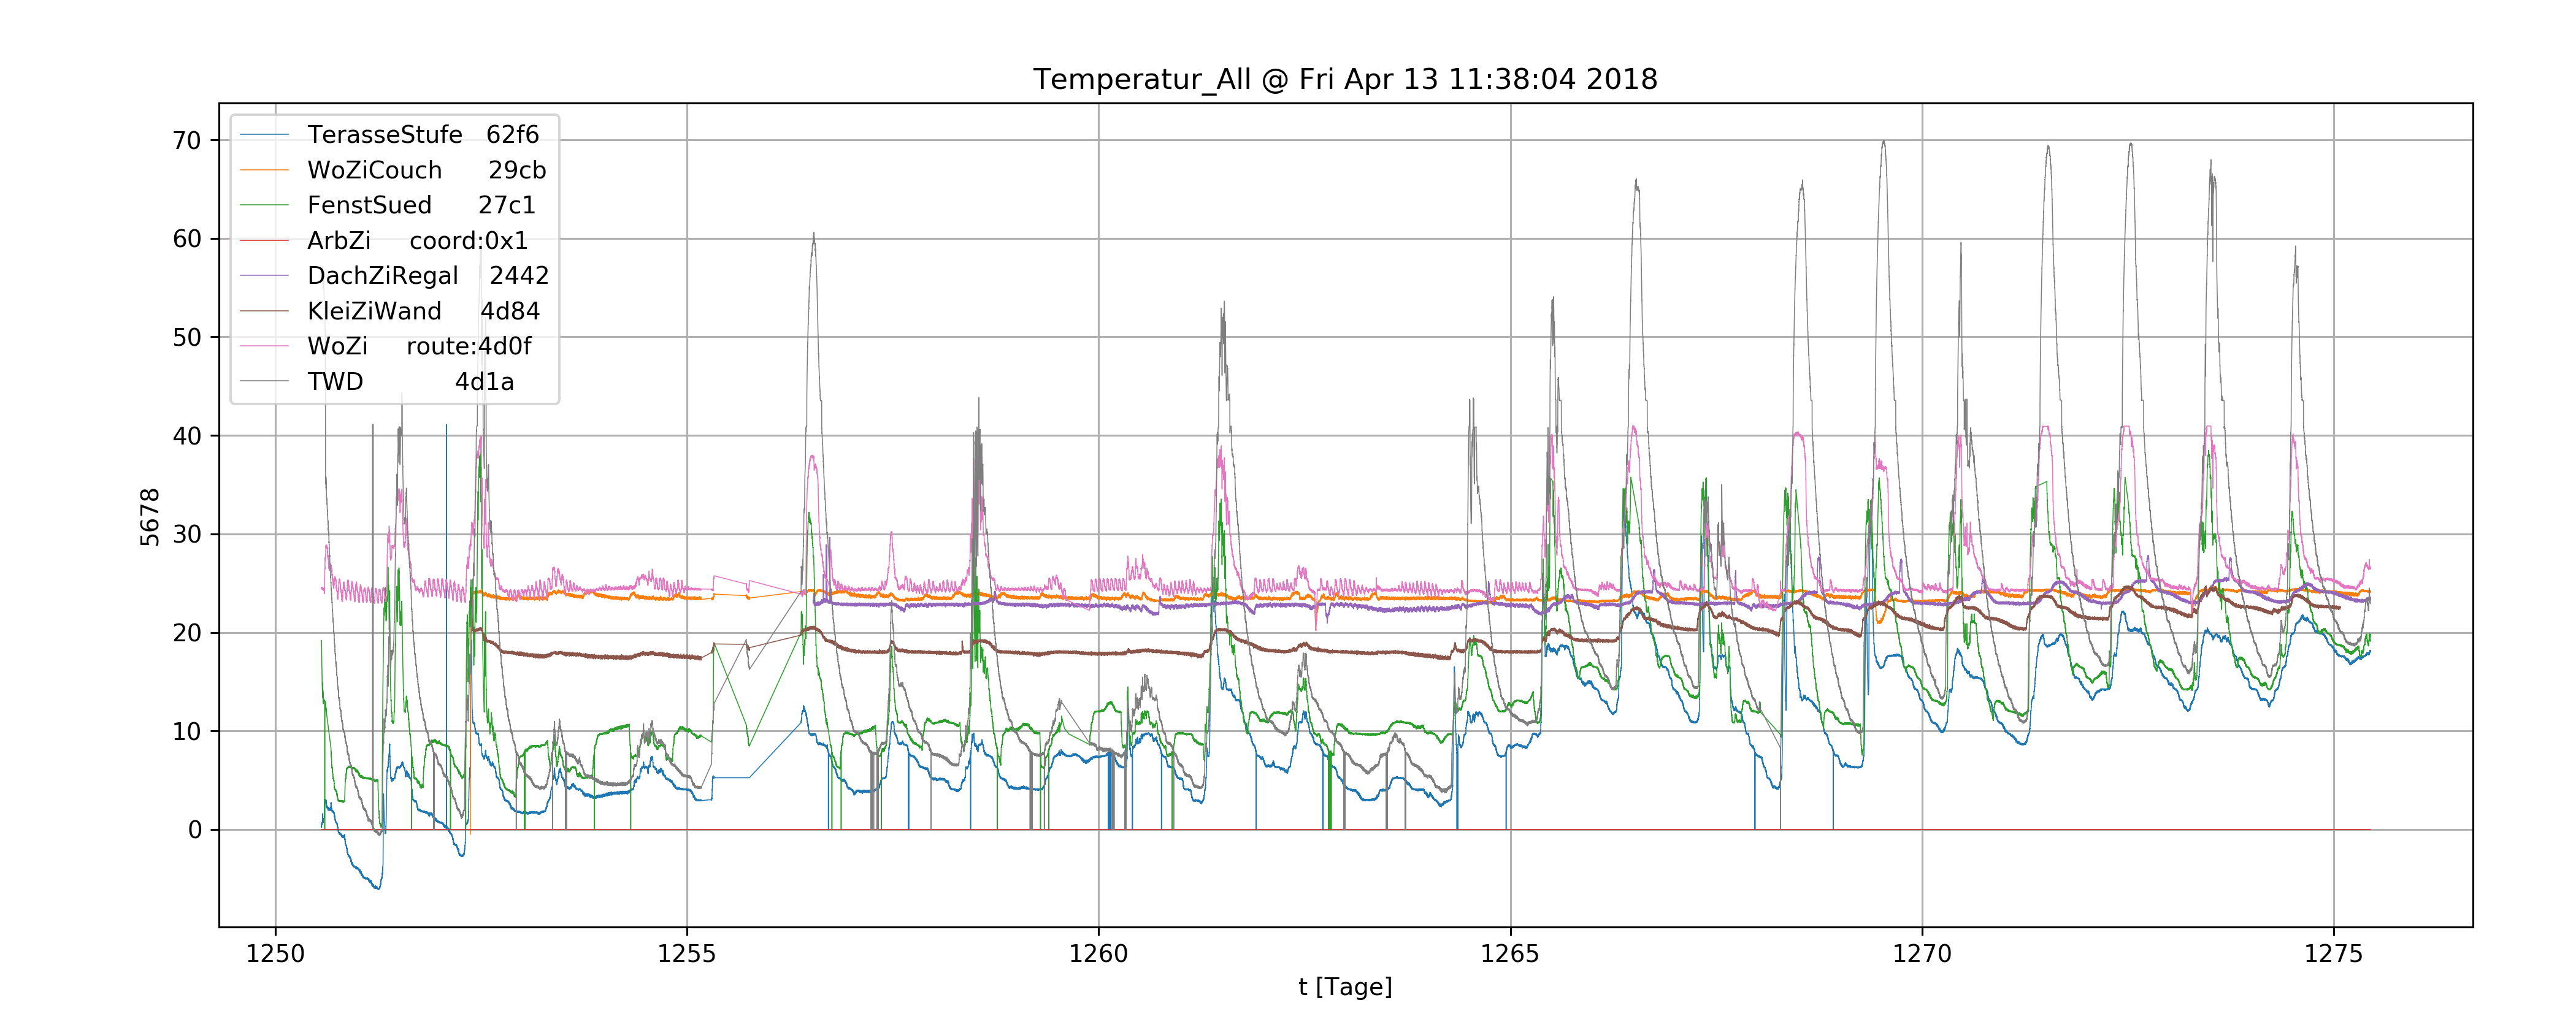 Temperatur_All @ Fri Apr 13 11:38:04 2018
TerasseStufe 62f6
WoZiCouch 29cb
FenstSued 27c1
ArbZi coord:0x1
DachZiRegal 2442
KleiZiWand 4d84
WoZi route:4d0f
TWD 4d1a
70
60
50
40
30
20
10
0
5678
1250 1255 1260 1265 1270 1275
t [Tage]